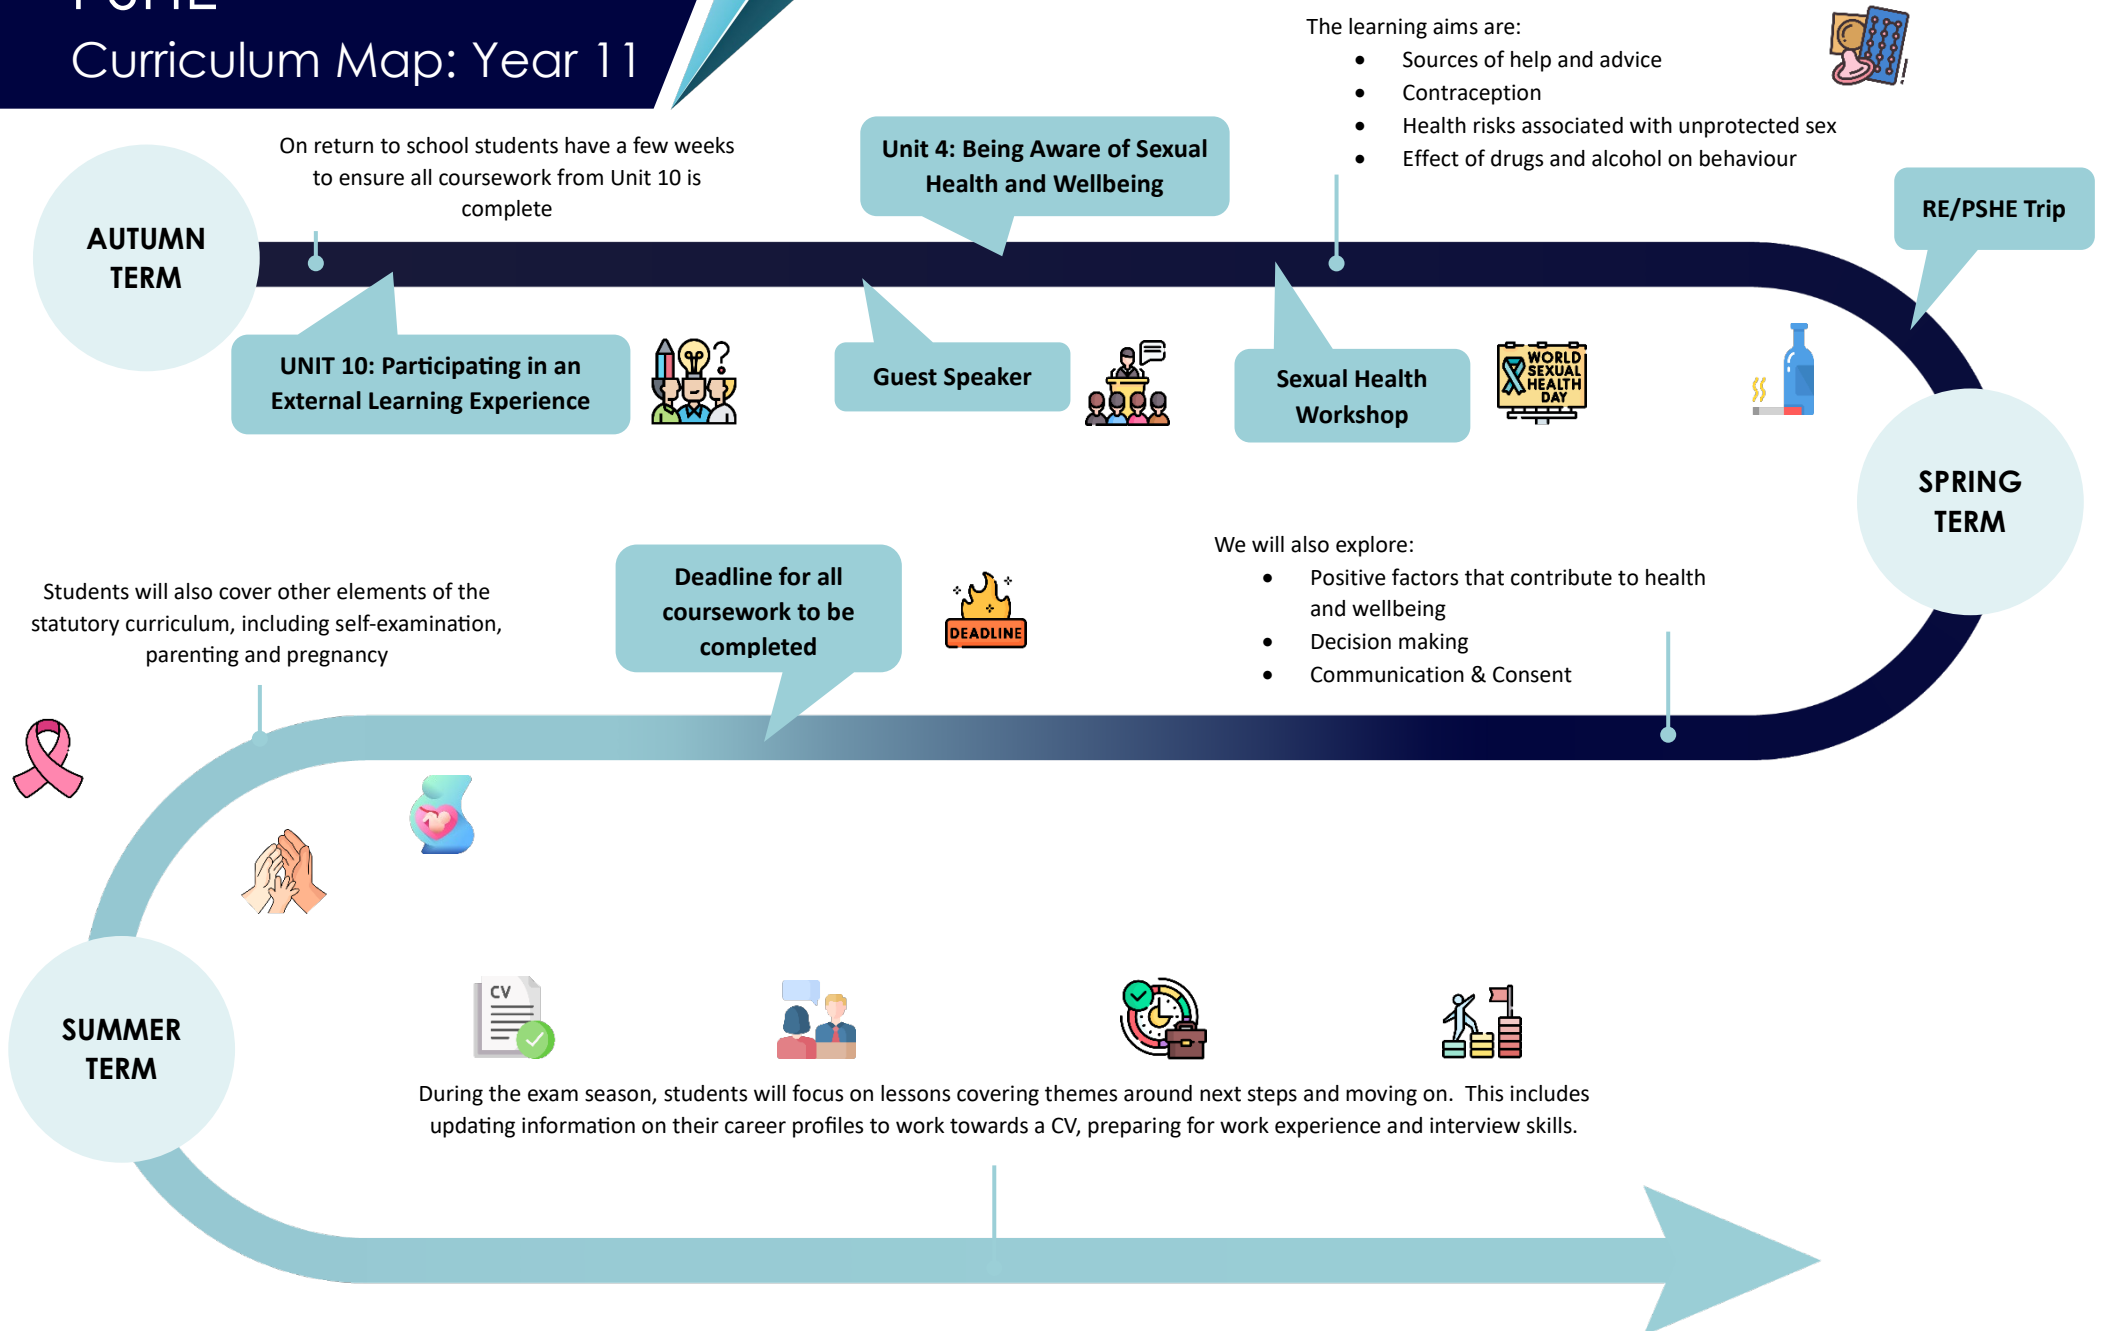 PSHE
Curriculum Map: Year 11
The learning aims are:
• Sources of help and advice
• Contraception
• Health risks associated with unprotected sex
• Effect of drugs and alcohol on behaviour
On return to school students have a few weeks
to ensure all coursework from Unit 10 is
complete
Unit 4: Being Aware of Sexual
Health and Wellbeing
RE/PSHE Trip
AUTUMN
TERM
UNIT 10: Participating in an
External Learning Experience
Guest Speaker
Sexual Health
Workshop
WORLD
SEXUAL
HEALTH
DAY
SPRING
TERM
We will also explore:
• Positive factors that contribute to health
and wellbeing
• Decision making
• Communication & Consent
Deadline for all
coursework to be
completed
DEADLINE
Students will also cover other elements of the
statutory curriculum, including self-examination,
parenting and pregnancy
SUMMER
TERM
CV
During the exam season, students will focus on lessons covering themes around next steps and moving on.  This includes
updating information on their career profiles to work towards a CV, preparing for work experience and interview skills.